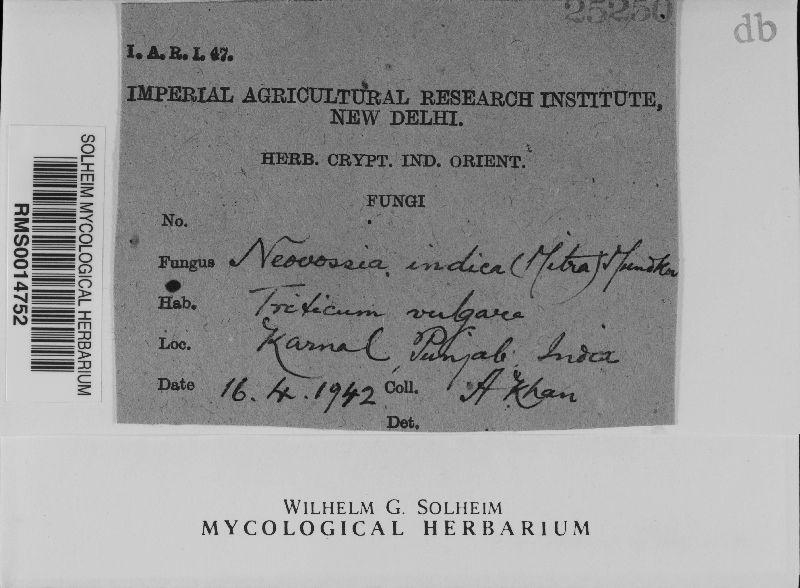 25250
db
I. A. R. I. 47.
IMPERIAL AGRICULTURAL RESEARCH INSTITUTE,
NEW DELHI.
HERB. CRYPT. IND. ORIENT.
FUNGI
No.
Fungus Neovossia indica (Mitra) Mundkur
Hab. Triticum vulgare
Loc. Karnal, Punjab, India
Date 16.4.1942 Coll. A Khan
Det.
SOLHEIM MYCOLOGICAL HERBARIUM
RMS0014752
WILHELM G. SOLHEIM
MYCOLOGICAL HERBARIUM